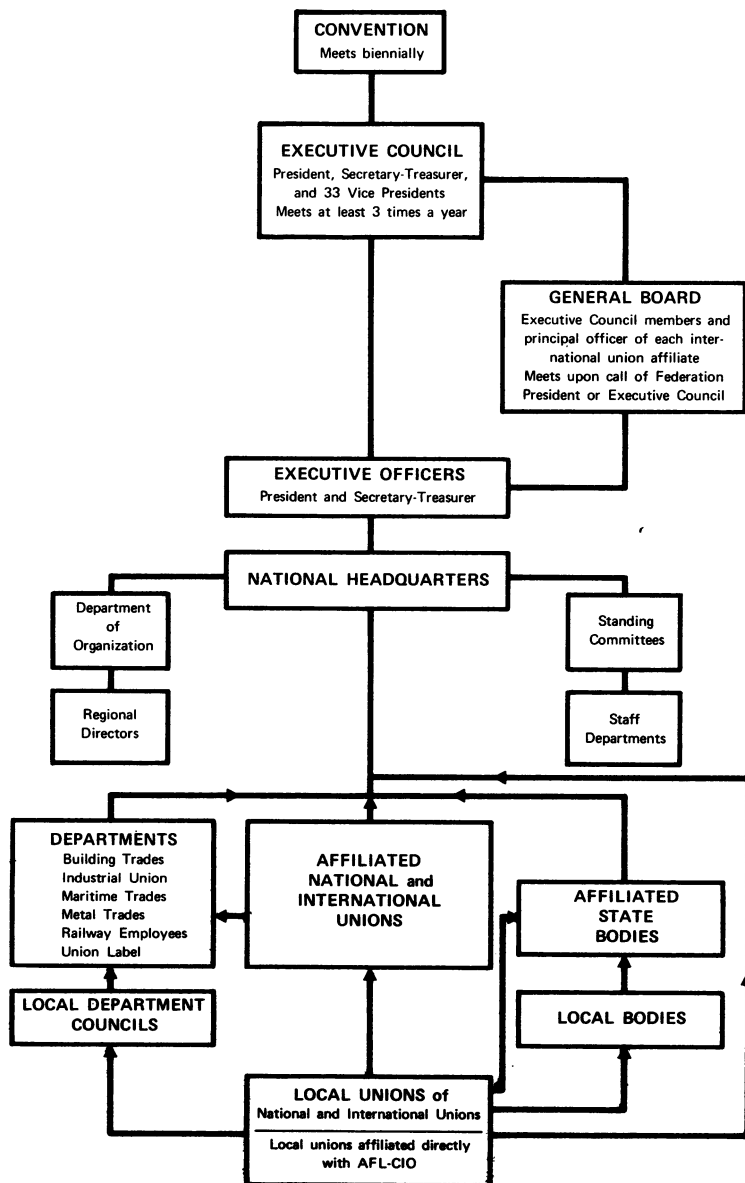 CONVENTION
Meets biennially
EXECUTIVE COUNCIL
President, Secretary-Treasurer,
and 33 Vice Presidents
Meets at least 3 times a year
GENERAL BOARD
Executive Council members and
principal officer of each inter-
national union affiliate
Meets upon call of Federation
President or Executive Council
EXECUTIVE OFFICERS
President and Secretary-Treasurer
NATIONAL HEADQUARTERS
Department
of
Organization
Standing
Committees
Regional
Directors
Staff
Departments
DEPARTMENTS
Building Trades
Industrial Union
Maritime Trades
Metal Trades
Railway Employees
Union Label
AFFILIATED
NATIONAL and
INTERNATIONAL
UNIONS
AFFILIATED
STATE
BODIES
LOCAL DEPARTMENT
COUNCILS
LOCAL BODIES
LOCAL UNIONS of
National and International Unions
Local unions affiliated directly
with AFL-CIO